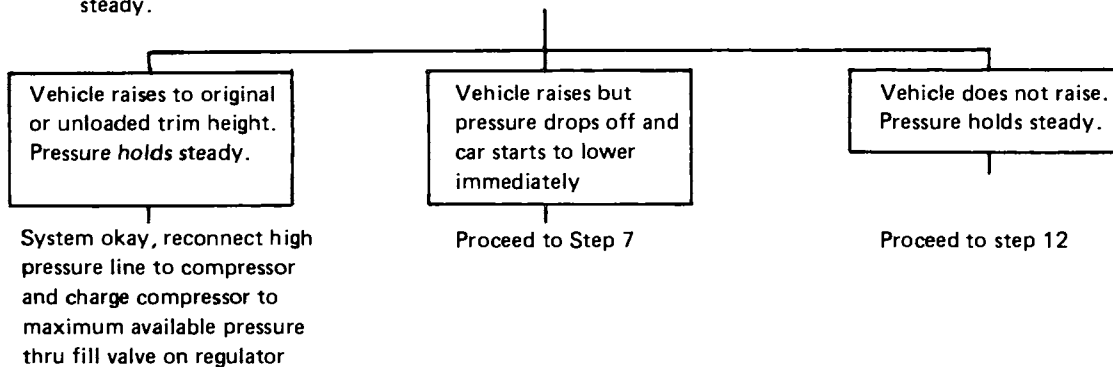 steady.
Vehicle raises to original
or unloaded trim height.
Pressure holds steady.
Vehicle raises but
pressure drops off and
car starts to lower
immediately
Vehicle does not raise.
Pressure holds steady.
System okay, reconnect high
pressure line to compressor
and charge compressor to
maximum available pressure
thru fill valve on regulator
Proceed to Step 7
Proceed to step 12